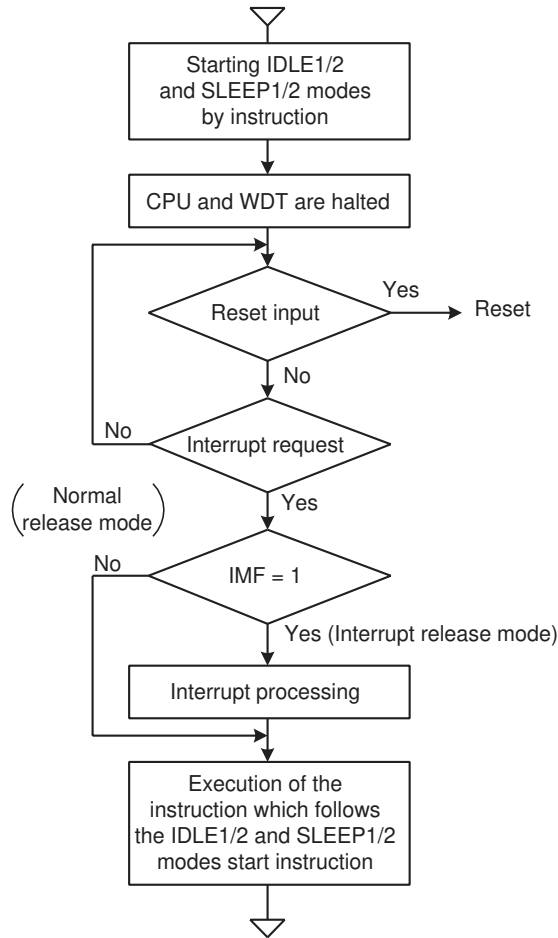 Starting IDLE1/2
and SLEEP1/2 modes
by instruction
CPU and WDT are halted
Reset input
Yes
Reset
No
Interrupt request
No
Yes
Normal
release mode
IMF = 1
No
Yes (Interrupt release mode)
Interrupt processing
Execution of the
instruction which follows
the IDLE1/2 and SLEEP1/2
modes start instruction